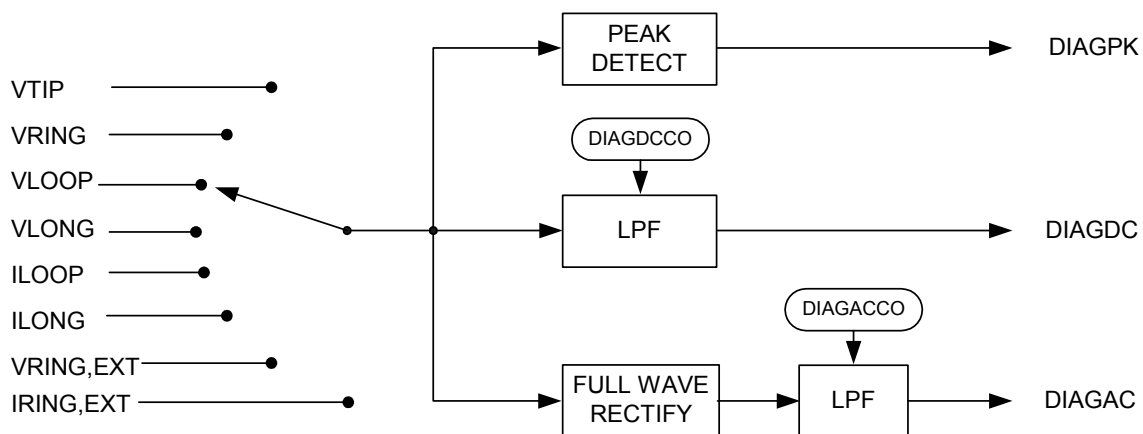 VTIP
VRING
VLOOP
VLONG
ILOOP
ILONG
VRING,EXT
IRING,EXT
PEAK
DETECT
DIAGPK
DIAGDCCO
LPF
DIAGDC
DIAGACCO
FULL WAVE
RECTIFY
LPF
DIAGAC